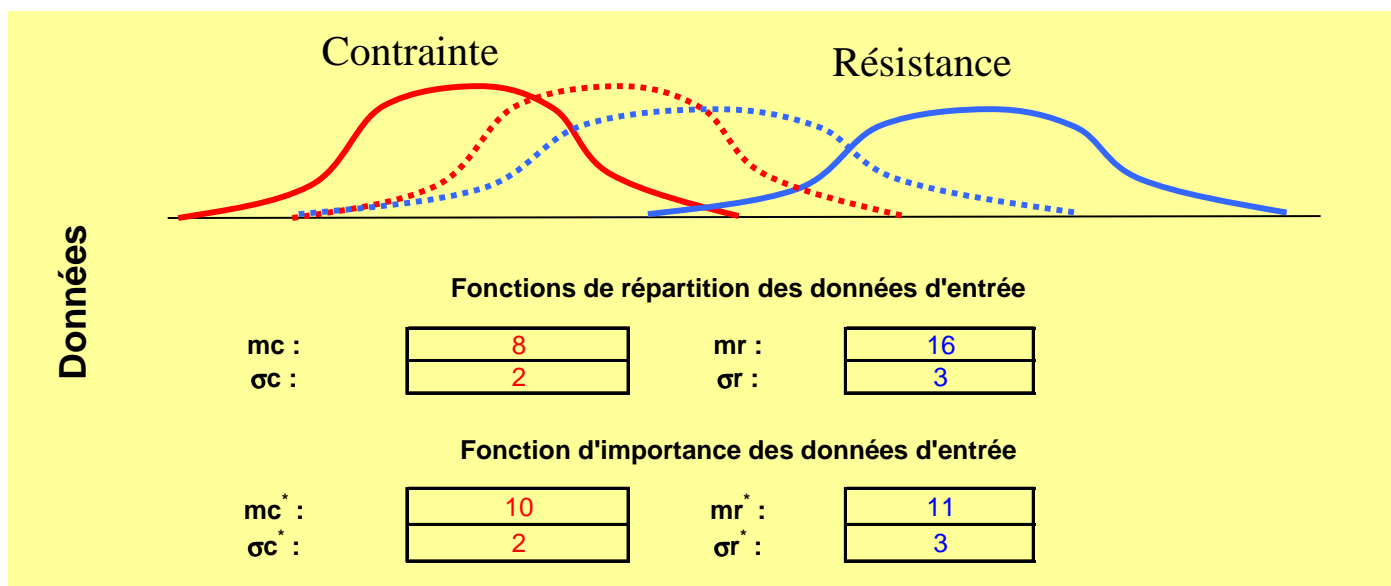 Contrainte
Résistance
Données
Fonctions de répartition des données d'entrée
mc : 8 mr : 16
σc : 2 σr : 3
Fonction d'importance des données d'entrée
mc* : 10 mr* : 11
σc* : 2 σr* : 3